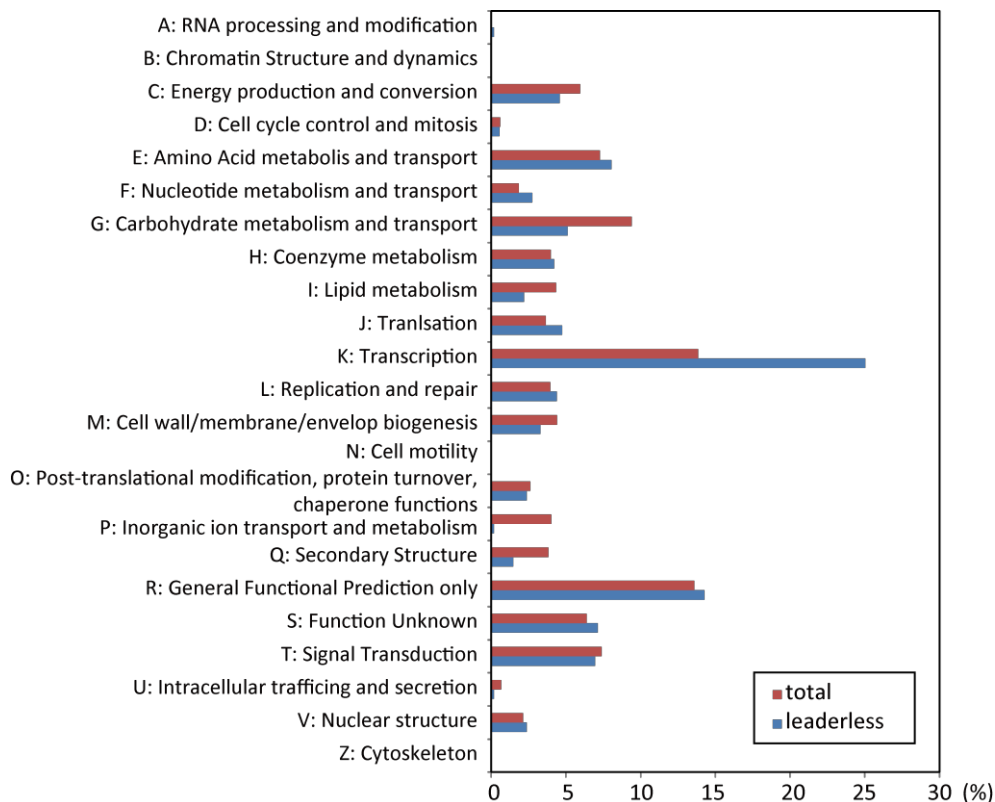 A: RNA processing and modification
B: Chromatin Structure and dynamics
C: Energy production and conversion
D: Cell cycle control and mitosis
E: Amino Acid metabolis and transport
F: Nucleotide metabolism and transport
G: Carbohydrate metabolism and transport
H: Coenzyme metabolism
I: Lipid metabolism
J: Tranlsation
K: Transcription
L: Replication and repair
M: Cell wall/membrane/envelop biogenesis
N: Cell motility
O: Post-translational modification, protein turnover,
chaperone functions
P: Inorganic ion transport and metabolism
Q: Secondary Structure
R: General Functional Prediction only
S: Function Unknown
T: Signal Transduction
U: Intracellular trafficing and secretion
V: Nuclear structure
Z: Cytoskeleton
total
leaderless
0 5 10 15 20 25 30 (%)